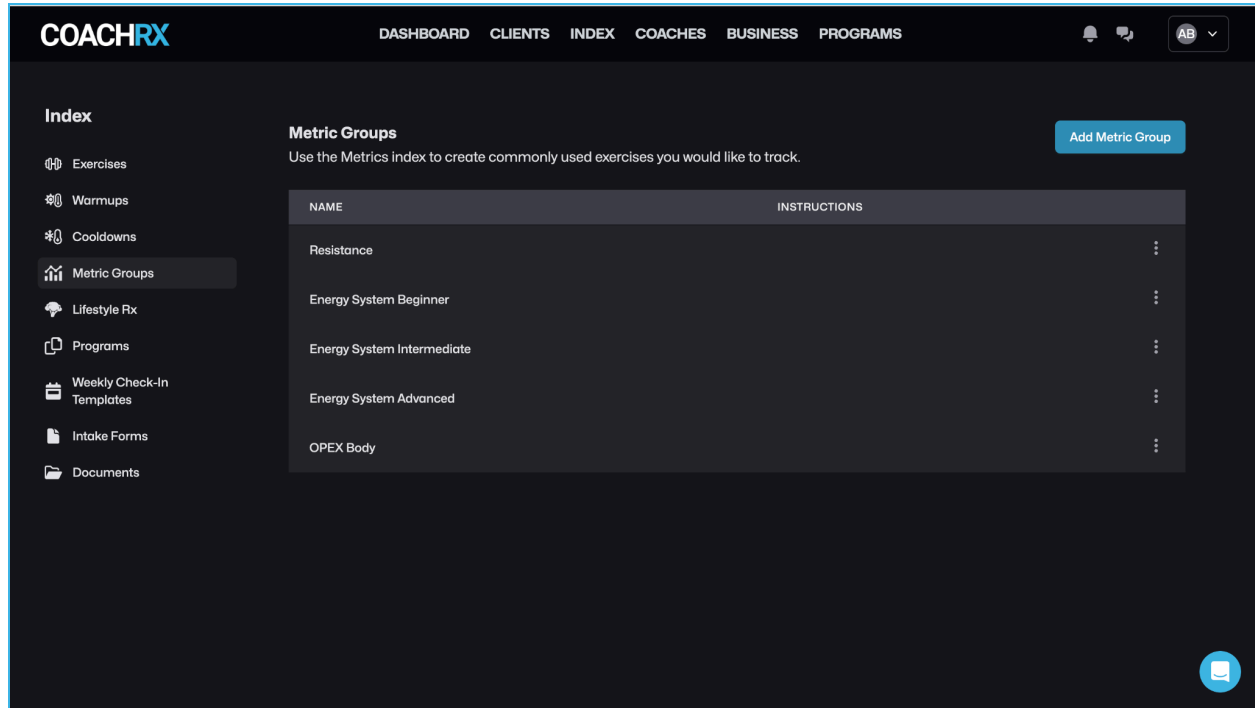 COACHRX
DASHBOARD CLIENTS INDEX COACHES BUSINESS PROGRAMS
AB
Index
Exercises
Warmups
Cooldowns
Metric Groups
Lifestyle Rx
Programs
Weekly Check-In
Templates
Intake Forms
Documents
Metric Groups
Use the Metrics index to create commonly used exercises you would like to track.
Add Metric Group
NAME INSTRUCTIONS
Resistance
Energy System Beginner
Energy System Intermediate
Energy System Advanced
OPEX Body